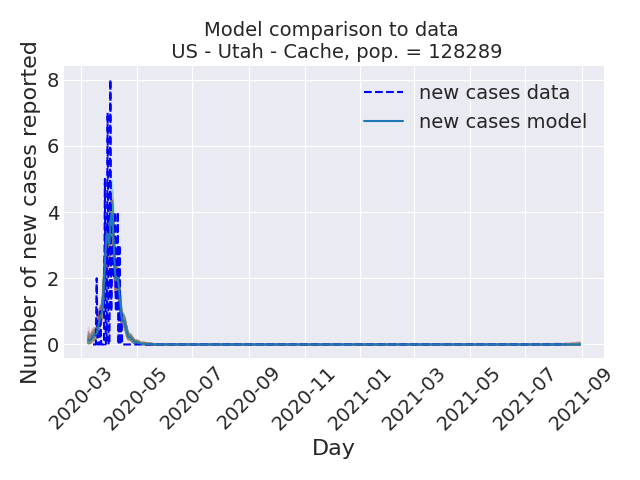 Model comparison to data
US - Utah - Cache, pop. = 128289
Number of new cases reported
8
6
4
2
0
new cases data
new cases model
2020-03
2020-05
2020-07
2020-09
2020-11
2021-01
2021-03
2021-05
2021-07
2021-09
Day